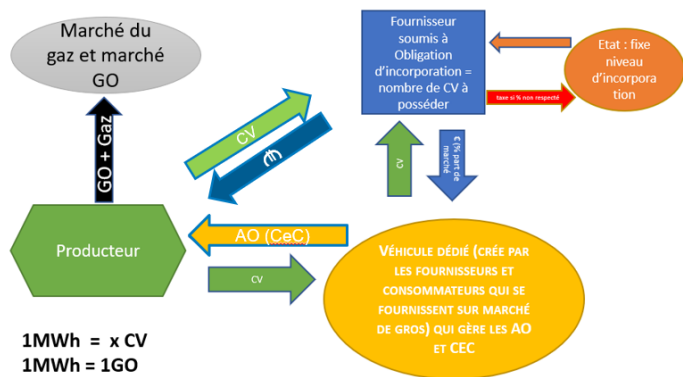 Marché du
gaz et marché
GO
Fournisseur
soumis à
Obligation
d'incorporation =
nombre de CV à
posséder
Etat : fixe
niveau
d'incorpora
tion
taxe si % non respecté
CV
€
GO + Gaz
CV
€ (% part de
marché
Producteur
AO (CeC)
CV
VÉHICULE DÉDIÉ (CRÉE PAR
LES FOURNISSEURS ET
CONSOMMATEURS QUI SE
FOURNISSENT SUR MARCHÉ
DE GROS) QUI GÈRE LES AO
ET CEC
1MWh = x CV
1MWh = 1GO